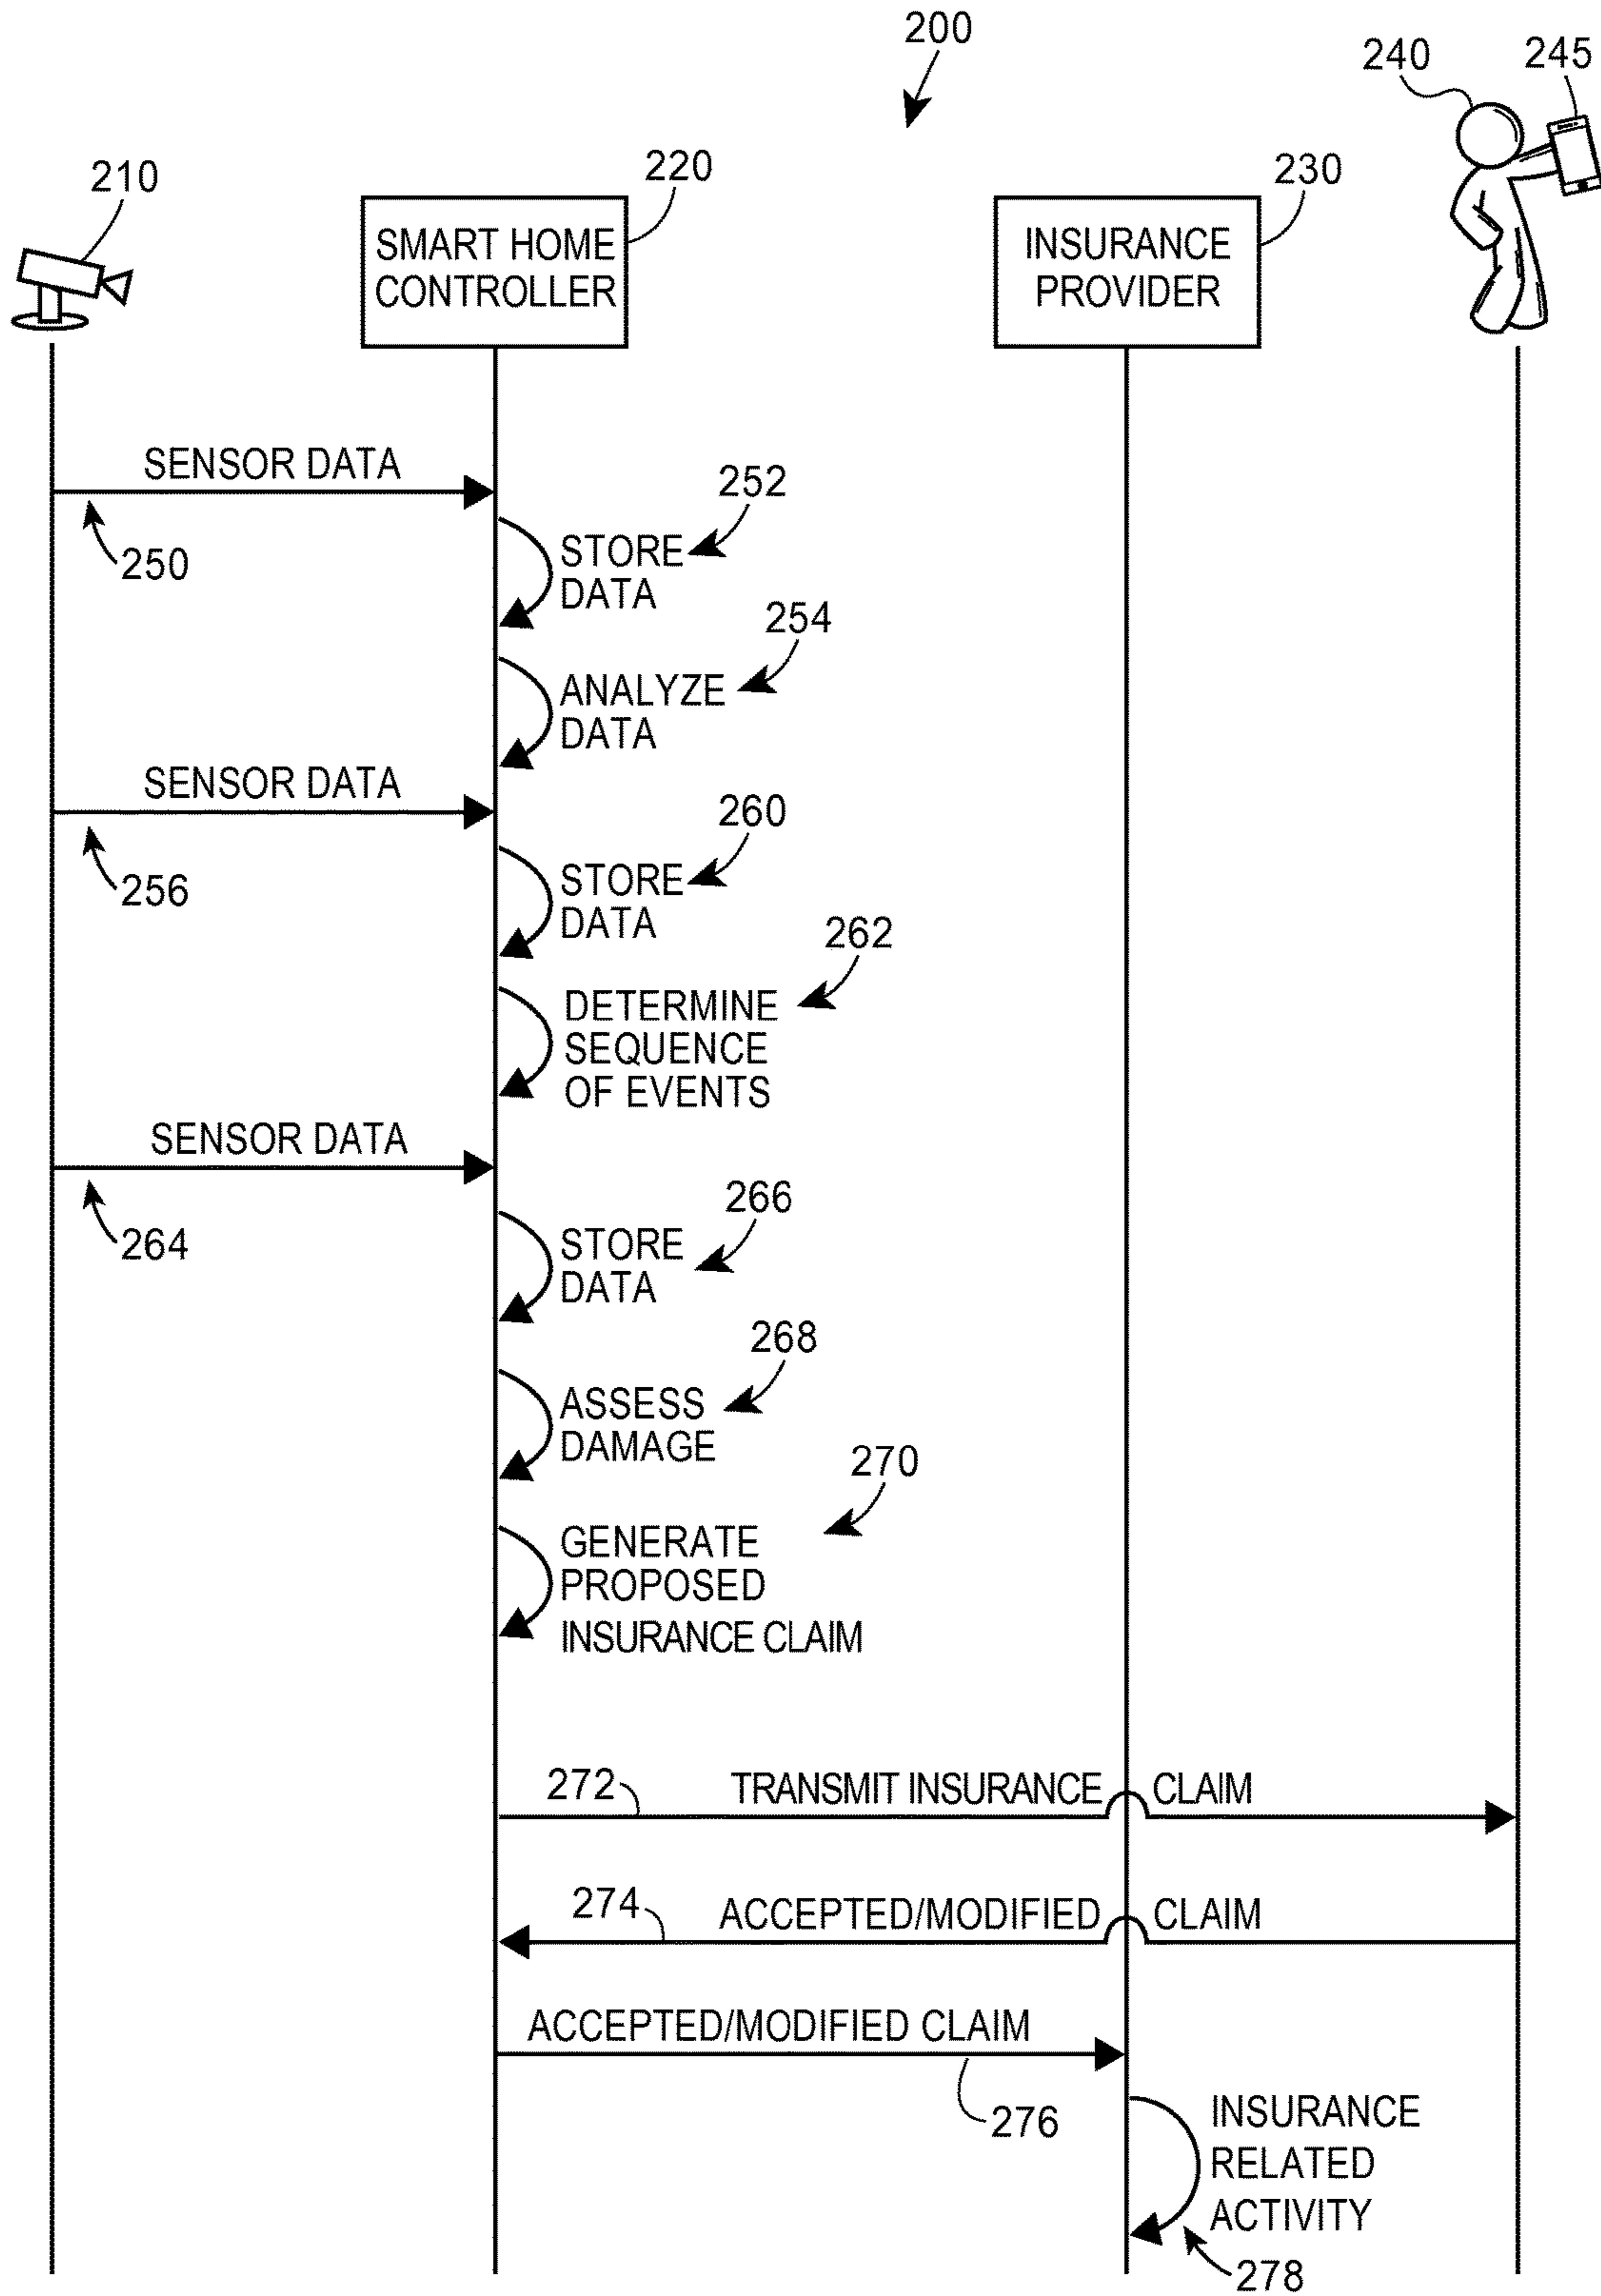 200
240
245
210
220
230
SMART HOME
CONTROLLER
INSURANCE
PROVIDER
SENSOR DATA
250
252
STORE
DATA
254
ANALYZE
DATA
SENSOR DATA
256
260
STORE
DATA
262
DETERMINE
SEQUENCE
OF EVENTS
SENSOR DATA
264
266
STORE
DATA
268
ASSESS
DAMAGE
270
GENERATE
PROPOSED
INSURANCE CLAIM
272
TRANSMIT INSURANCE CLAIM
274
ACCEPTED/MODIFIED CLAIM
ACCEPTED/MODIFIED CLAIM
276
INSURANCE
RELATED
ACTIVITY
278